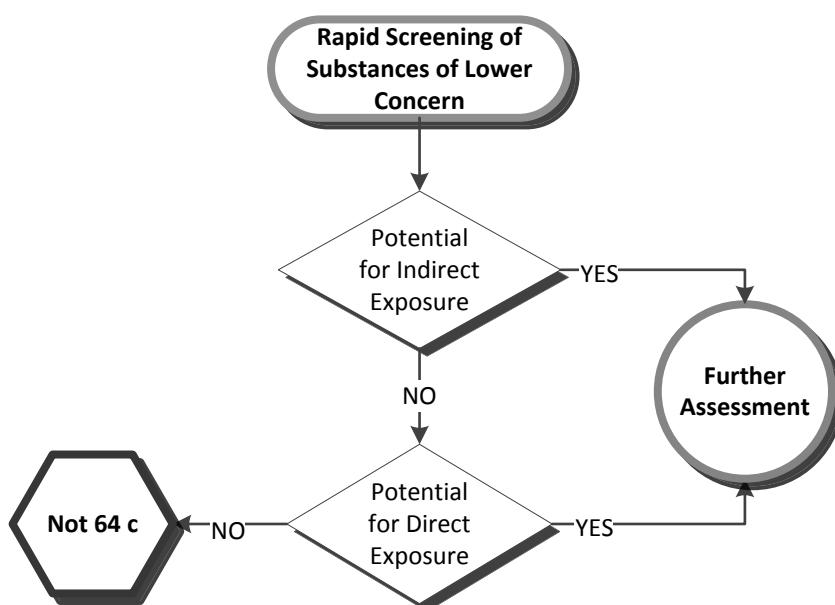 Rapid Screening of
Substances of Lower
Concern
Potential
for Indirect
Exposure
YES
NO
Further
Assessment
Potential
for Direct
Exposure
YES
NO
Not 64 c